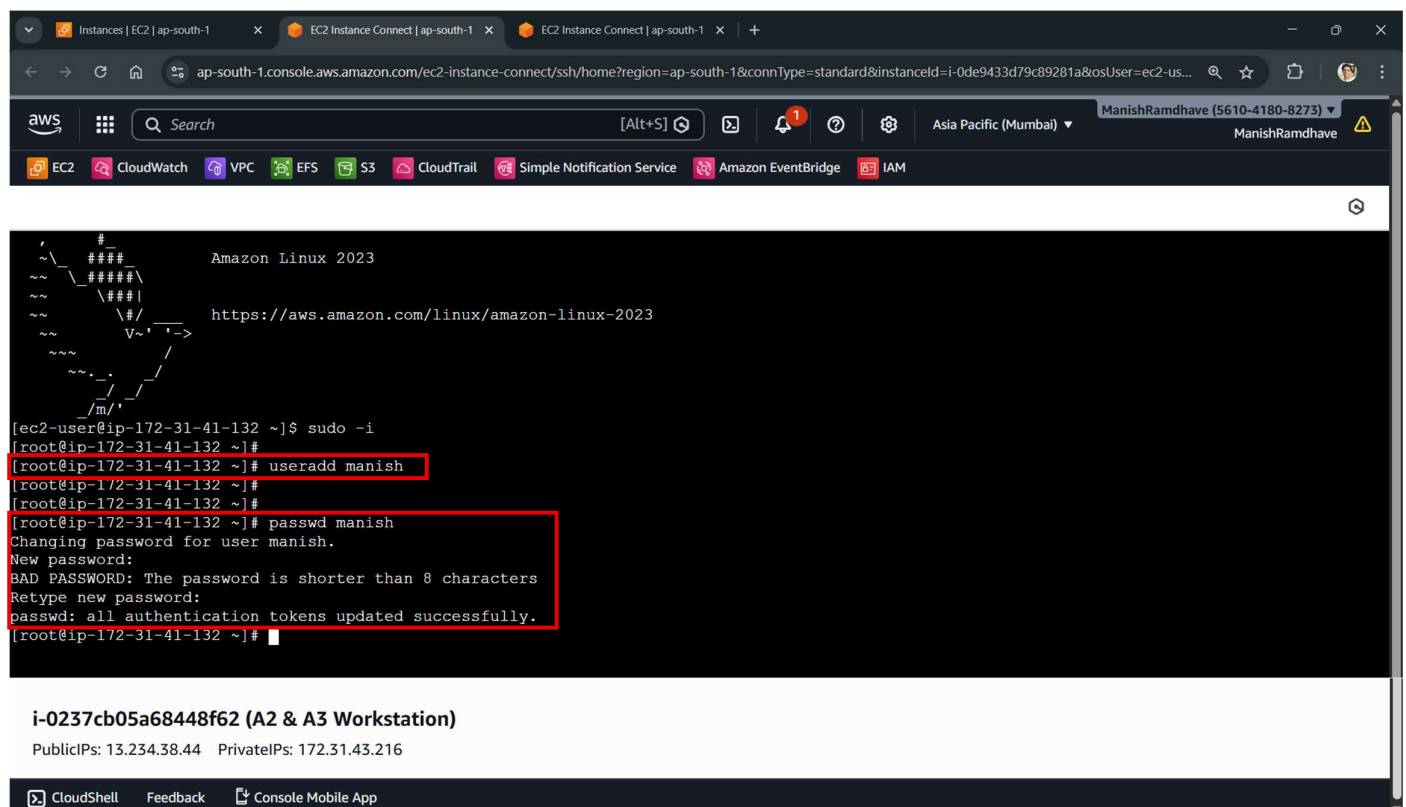 Instances | EC2 | ap-south-1
EC2 Instance Connect | ap-south-1
EC2 Instance Connect | ap-south-1
ap-south-1.console.aws.amazon.com/ec2-instance-connect/ssh/home?region=ap-south-1&connType=standard&instanceId=i-0de9433d79c89281a&osUser=ec2-us...
aws
Search
[Alt+S]
1
Asia Pacific (Mumbai) ▼
ManishRamdhave (5610-4180-8273) ▼
ManishRamdhave
EC2 CloudWatch VPC EFS S3 CloudTrail Simple Notification Service Amazon EventBridge IAM
   ,     #_
   ~\_  ####_        Amazon Linux 2023
  ~~  \_#####\
  ~~     \###|
  ~~       \#/ ___   https://aws.amazon.com/linux/amazon-linux-2023
   ~~       V~' '->
    ~~~         /
      ~~._.   _/
         _/ _/
       _/m/'
[ec2-user@ip-172-31-41-132 ~]$ sudo -i
[root@ip-172-31-41-132 ~]#
[root@ip-172-31-41-132 ~]# useradd manish
[root@ip-172-31-41-132 ~]#
[root@ip-172-31-41-132 ~]#
[root@ip-172-31-41-132 ~]# passwd manish
Changing password for user manish.
New password:
BAD PASSWORD: The password is shorter than 8 characters
Retype new password:
passwd: all authentication tokens updated successfully.
[root@ip-172-31-41-132 ~]#
i-0237cb05a68448f62 (A2 & A3 Workstation)
PublicIPs: 13.234.38.44 PrivateIPs: 172.31.43.216
CloudShell Feedback Console Mobile App